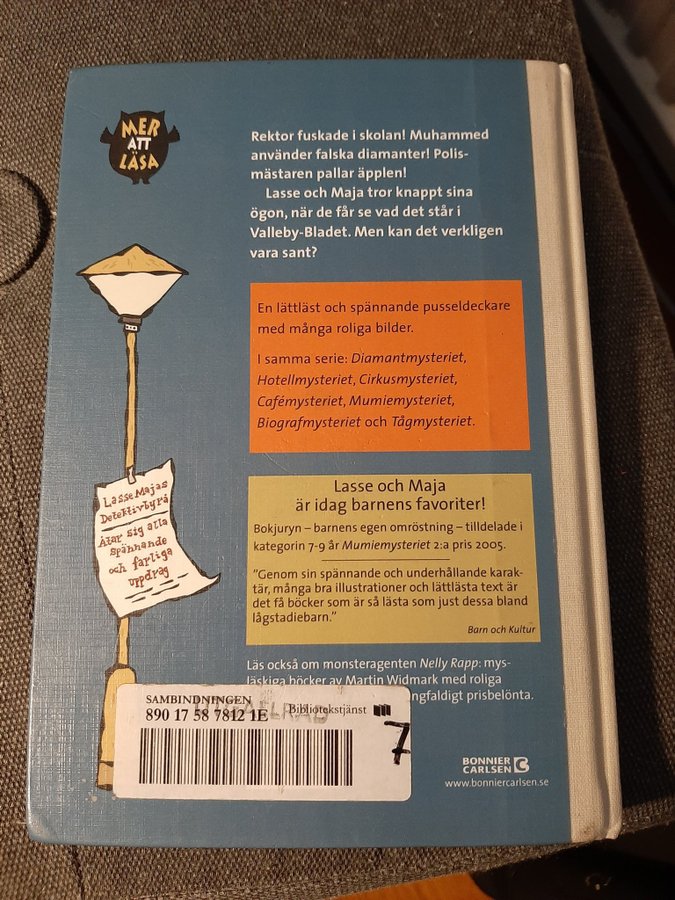 MER
ATT
LÄSA
Rektor fuskade i skolan! Muhammed
använder falska diamanter! Polis-
mästaren pallar äpplen!
Lasse och Maja tror knappt sina
ögon, när de får se vad det står i
Valleby-Bladet. Men kan det verkligen
vara sant?
En lättläst och spännande pusseldeckare
med många roliga bilder.
I samma serie: Diamantmysteriet,
Hotellmysteriet, Cirkusmysteriet,
Cafémysteriet, Mumiemysteriet,
Biografmysteriet och Tågmysteriet.
LasseMajas
Detektivbyrå
Åtar sig alla
spännande
och farliga
uppdrag
Lasse och Maja
är idag barnens favoriter!
Bokjuryn – barnens egen omröstning – tilldelade i
kategorin 7-9 år Mumiemysteriet 2:a pris 2005.
”Genom sin spännande och underhållande karak-
tär, många bra illustrationer och lättlästa text är
det få böcker som är så lästa som just dessa bland
lågstadiebarn.”
Barn och Kultur
Läs också om monsteragenten Nelly Rapp: mys-
läskiga böcker av Martin Widmark med roliga
ngfaldigt prisbelönta.
SAMBINDNINGEN
890 17 58 7812 1E
Bibliotekstjänst
7
BONNIER
CARLSEN
www.bonniercarlsen.se